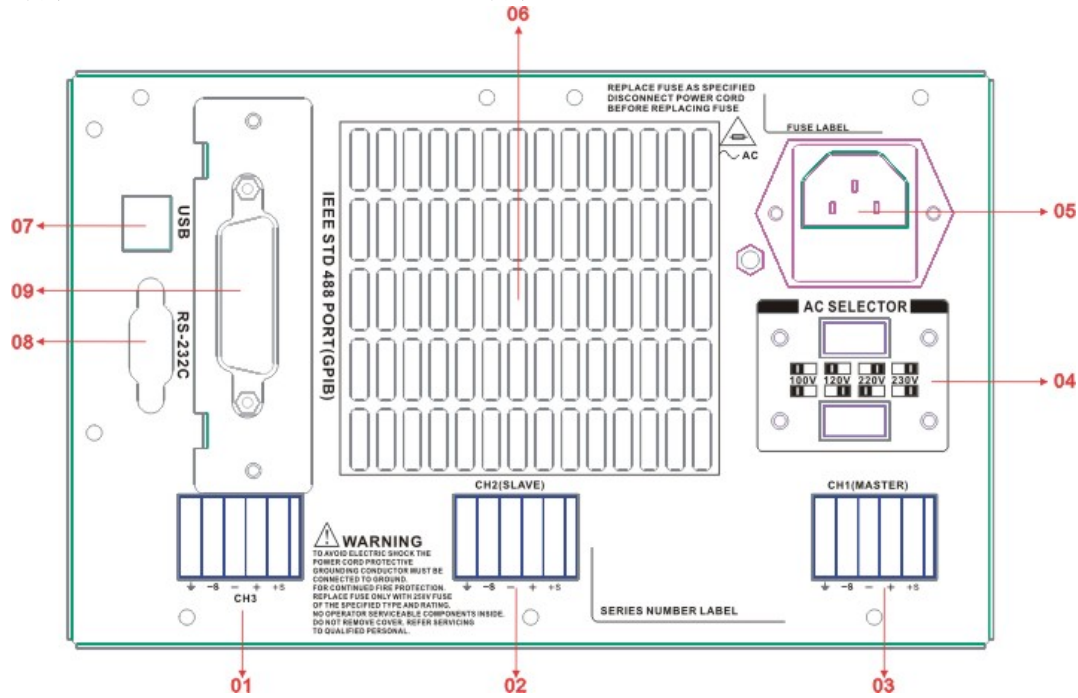 06
REPLACE FUSE AS SPECIFIED
DISCONNECT POWER CORD
BEFORE REPLACING FUSE
FUSE LABEL
AC
07
USB
05
IEEE STD 488 PORT(GPIB)
09
RS-232C
08
AC SELECTOR
100V 120V 220V 230V
04
CH2(SLAVE)
CH1(MASTER)
WARNING
TO AVOID ELECTRIC SHOCK THE
POWER CORD PROTECTIVE
GROUNDING CONDUCTOR MUST BE
CONNECTED TO GROUND.
FOR CONTINUED FIRE PROTECTION.
REPLACE FUSE ONLY WITH 250V FUSE
OF THE SPECIFIED TYPE AND RATING.
NO OPERATOR SERVICEABLE COMPONENTS INSIDE.
DO NOT REMOVE COVER. REFER SERVICING
TO QUALIFIED PERSONAL.
-S - + +S
CH3
-S - + +S
-S - + +S
SERIES NUMBER LABEL
01
02
03